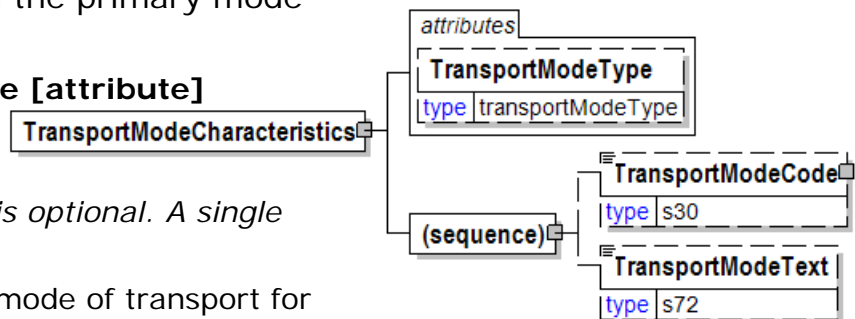 the primary mode
e [attribute]
is optional. A single
mode of transport for
TransportModeCharacteristics
attributes
TransportModeType
type transportModeType
(sequence)
TransportModeCode
type s30
TransportModeText
type s72